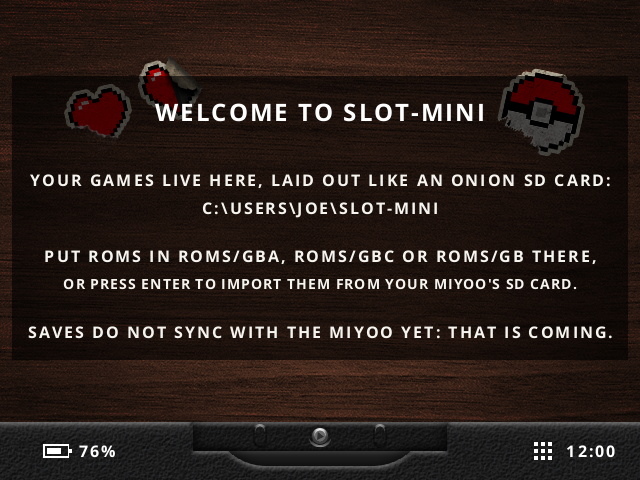 WELCOME TO SLOT-MINI
YOUR GAMES LIVE HERE, LAID OUT LIKE AN ONION SD CARD:
C:\USERS\JOE\SLOT-MINI
PUT ROMS IN ROMS/GBA, ROMS/GBC OR ROMS/GB THERE,
OR PRESS ENTER TO IMPORT THEM FROM YOUR MIYOO'S SD CARD.
SAVES DO NOT SYNC WITH THE MIYOO YET: THAT IS COMING.
76%
12:00